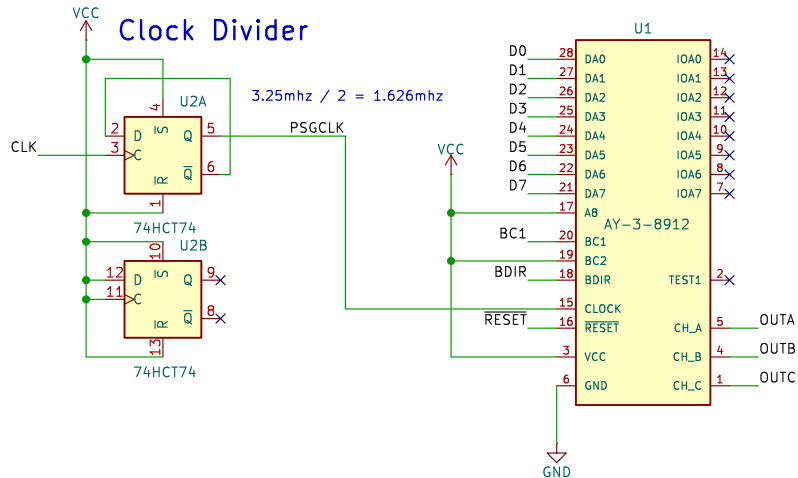 VCC
Clock Divider
U2A
3.25mhz / 2 = 1.626mhz
4
S
2 D Q 5
PSGCLK
CLK
3 C
Q 6
R
1
74HCT74
U2B
10
S
12 D Q 9
11 C
Q 8
R
13
74HCT74
VCC
U1
D0 28 DA0 IOA0 14
D1 27 DA1 IOA1 13
D2 26 DA2 IOA2 12
D3 25 DA3 IOA3 11
D4 24 DA4 IOA4 10
D5 23 DA5 IOA5 9
D6 22 DA6 IOA6 8
D7 21 DA7 IOA7 7
17 A8
AY-3-8912
BC1 20 BC1
19 BC2
BDIR 18 BDIR TEST1 2
15 CLOCK
RESET 16 RESET CH_A 5 OUTA
3 VCC CH_B 4 OUTB
6 GND CH_C 1 OUTC
GND